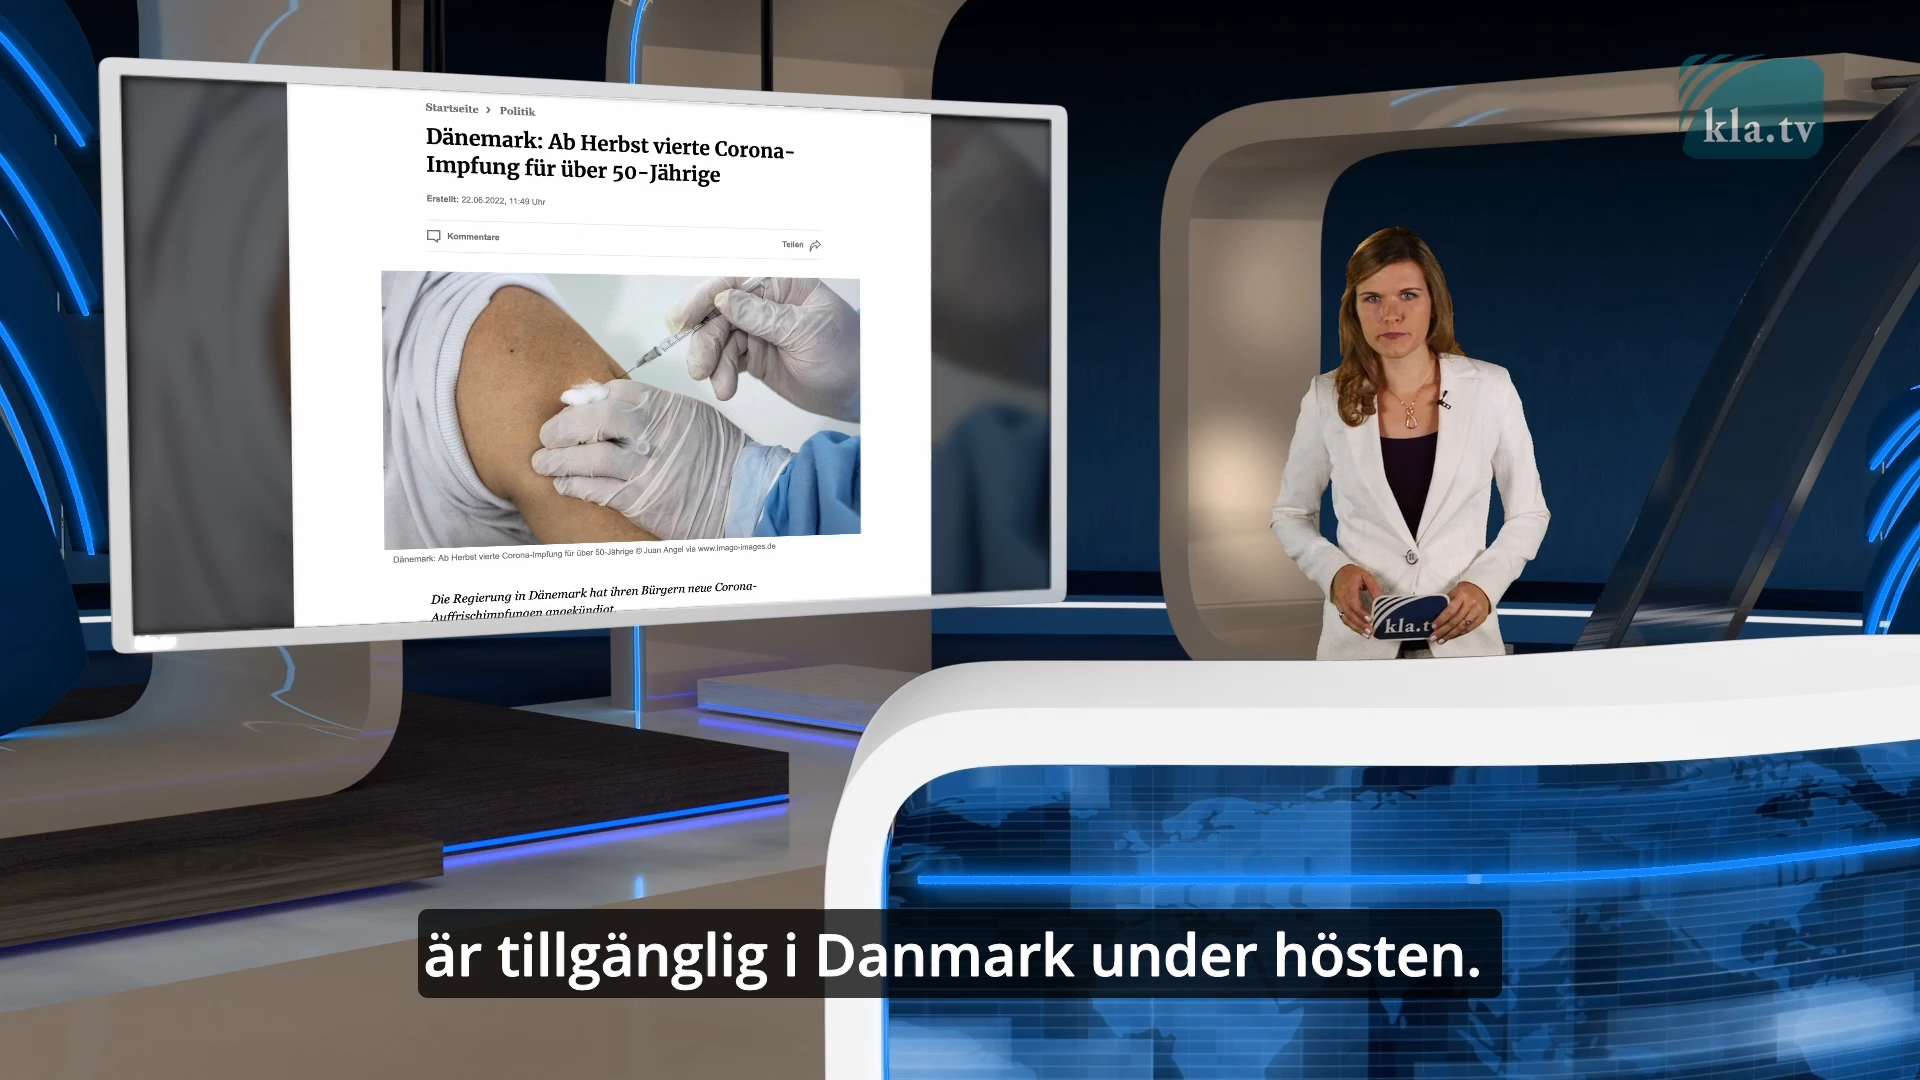 Startseite › Politik
Dänemark: Ab Herbst vierte Corona-
Impfung für über 50-Jährige
Erstellt: 22.06.2022, 11:49 Uhr
Kommentare
Teilen
Dänemark: Ab Herbst vierte Corona-Impfung für über 50-Jährige © Juan Angel via www.imago-images.de
Die Regierung in Dänemark hat ihren Bürgern neue Corona-
Auffrischimpfungen angekündigt.
kla.tv
kla.t
är tillgänglig i Danmark under hösten.